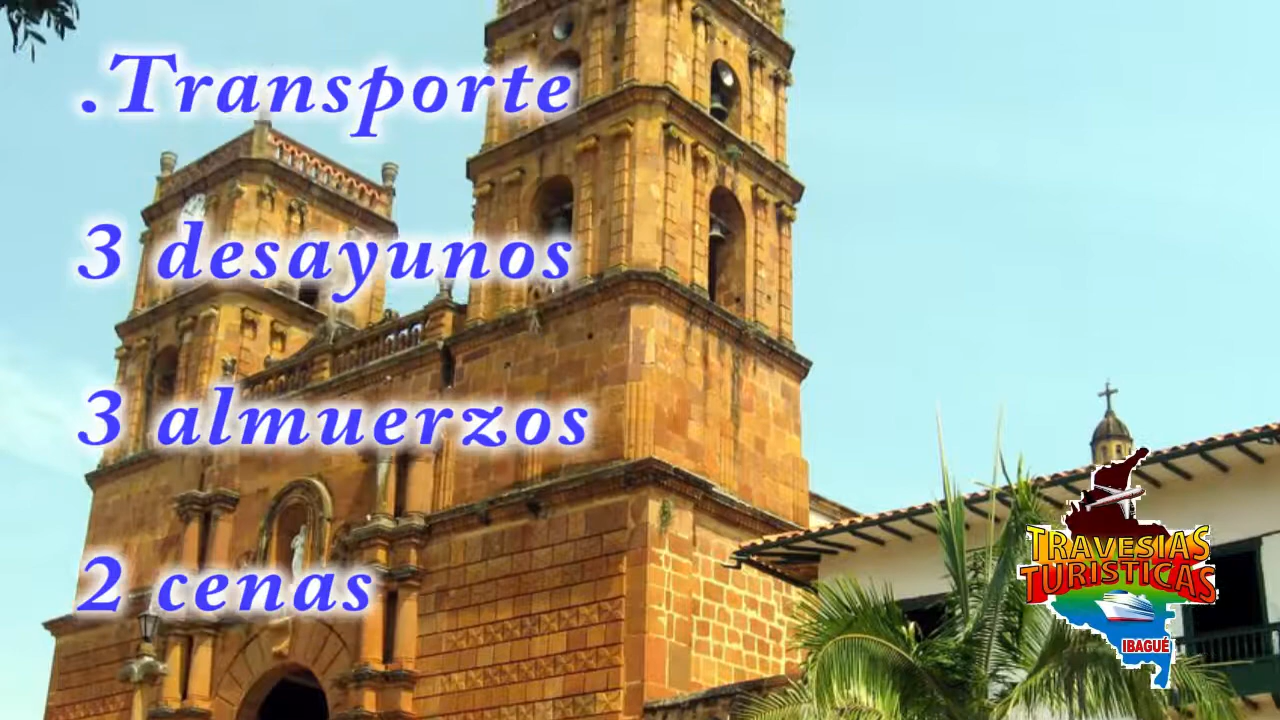 .Transporte
3 desayunos
3 almuerzos
2 cenas
TRAVESIAS
TURISTICAS
IBAGUÉ